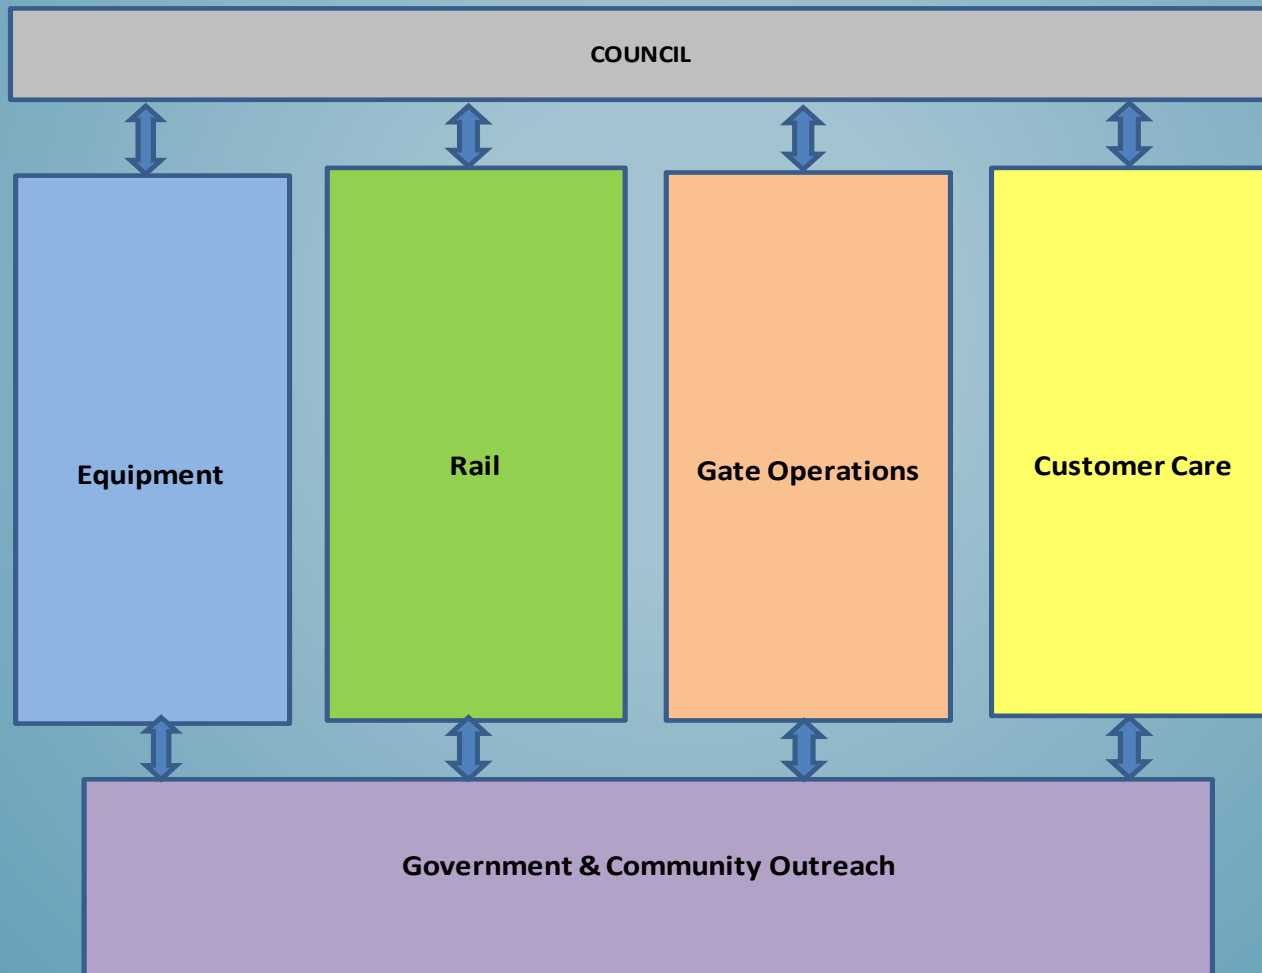 COUNCIL
Equipment
Rail
Gate Operations
Customer Care
Government & Community Outreach